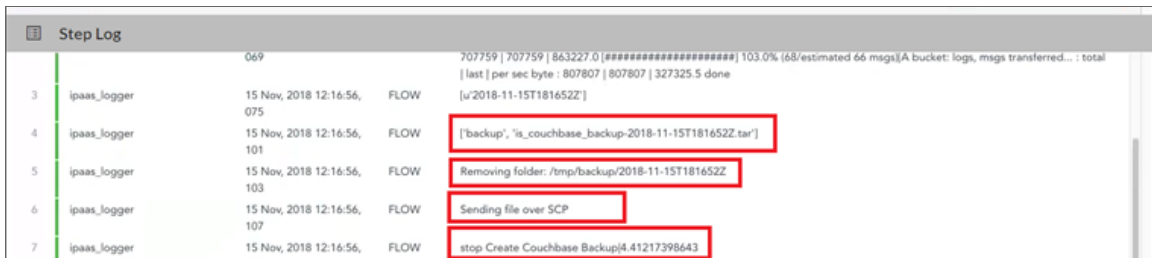 Step Log
069 707759 | 707759 | 863227.0 [####################] 103.0% (68/estimated 66 msgs)|A bucket: logs, msgs transferred... : total
| last | per sec byte : 807807 | 807807 | 327325.5 done
3 ipaas_logger 15 Nov, 2018 12:16:56, FLOW [u'2018-11-15T181652Z']
075
4 ipaas_logger 15 Nov, 2018 12:16:56, FLOW ['backup', 'is_couchbase_backup-2018-11-15T181652Z.tar']
101
5 ipaas_logger 15 Nov, 2018 12:16:56, FLOW Removing folder: /tmp/backup/2018-11-15T181652Z
103
6 ipaas_logger 15 Nov, 2018 12:16:56, FLOW Sending file over SCP
107
7 ipaas_logger 15 Nov, 2018 12:16:56, FLOW stop Create Couchbase Backup|4.41217398643